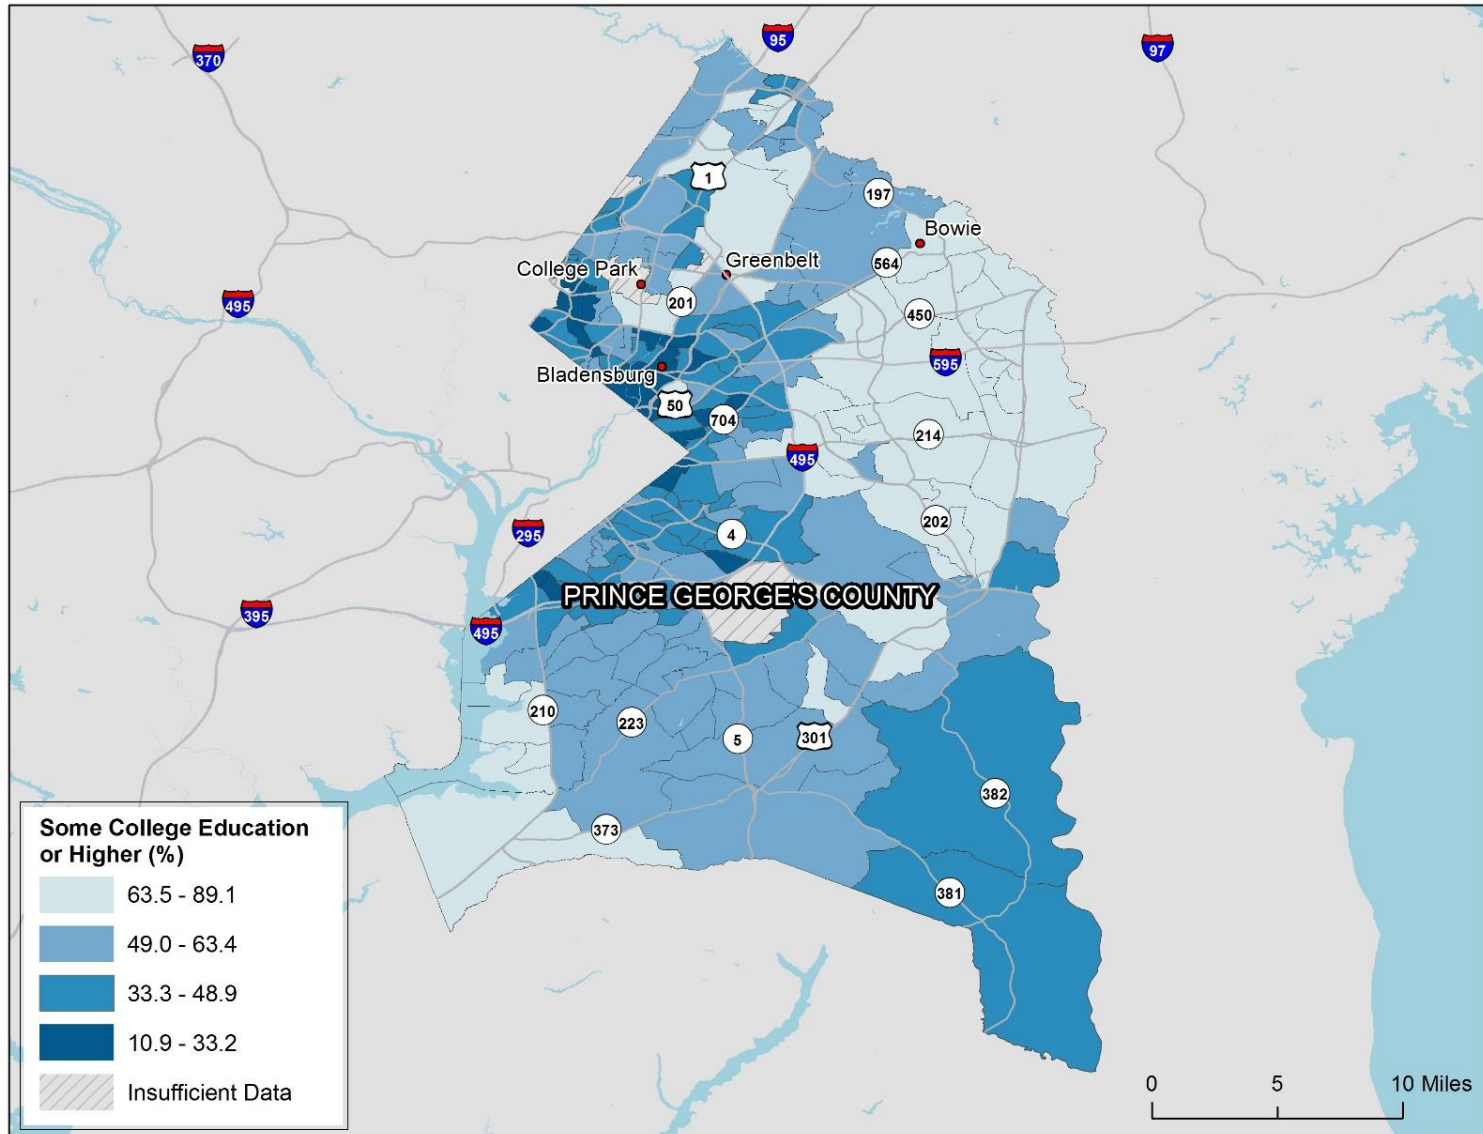 370
95
97
1
197
Bowie
College Park
Greenbelt
564
201
495
450
595
Bladensburg
50
704
214
495
295
4
202
PRINCE GEORGE'S COUNTY
395
495
210
223
5
301
382
373
381
Some College Education
or Higher (%)
63.5 - 89.1
49.0 - 63.4
33.3 - 48.9
10.9 - 33.2
Insufficient Data
0 5 10 Miles